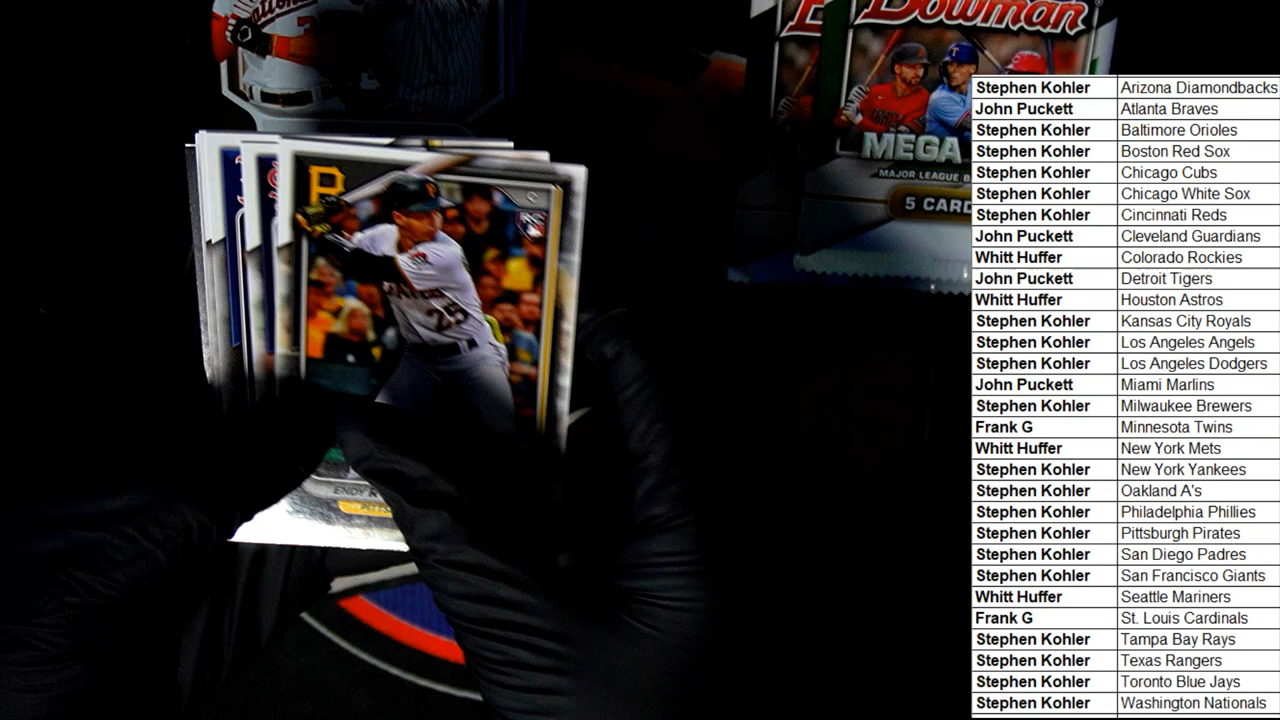 Bowman
MEGA
5 CARD
P
25
Stephen Kohler Arizona Diamondbacks
John Puckett Atlanta Braves
Stephen Kohler Baltimore Orioles
Stephen Kohler Boston Red Sox
Stephen Kohler Chicago Cubs
Stephen Kohler Chicago White Sox
Stephen Kohler Cincinnati Reds
John Puckett Cleveland Guardians
Whitt Huffer Colorado Rockies
John Puckett Detroit Tigers
Whitt Huffer Houston Astros
Stephen Kohler Kansas City Royals
Stephen Kohler Los Angeles Angels
Stephen Kohler Los Angeles Dodgers
John Puckett Miami Marlins
Stephen Kohler Milwaukee Brewers
Frank G Minnesota Twins
Whitt Huffer New York Mets
Stephen Kohler New York Yankees
Stephen Kohler Oakland A's
Stephen Kohler Philadelphia Phillies
Stephen Kohler Pittsburgh Pirates
Stephen Kohler San Diego Padres
Stephen Kohler San Francisco Giants
Whitt Huffer Seattle Mariners
Frank G St. Louis Cardinals
Stephen Kohler Tampa Bay Rays
Stephen Kohler Texas Rangers
Stephen Kohler Toronto Blue Jays
Stephen Kohler Washington Nationals